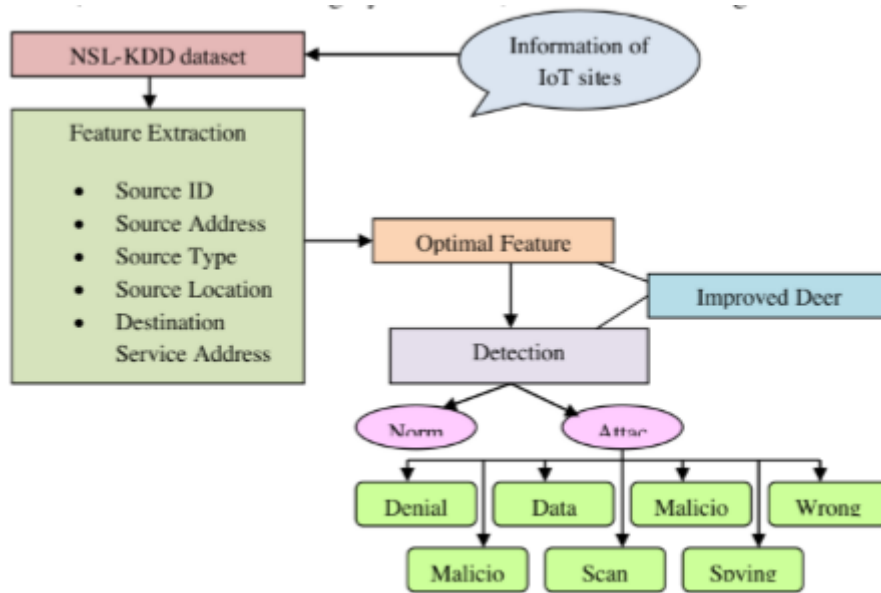 NSL-KDD dataset
Information of
IoT sites
Feature Extraction
• Source ID
• Source Address
• Source Type
• Source Location
• Destination
Service Address
Optimal Feature
Improved Deer
Detection
Norm
Attac
Denial
Data
Malicio
Wrong
Malicio
Scan
Spying